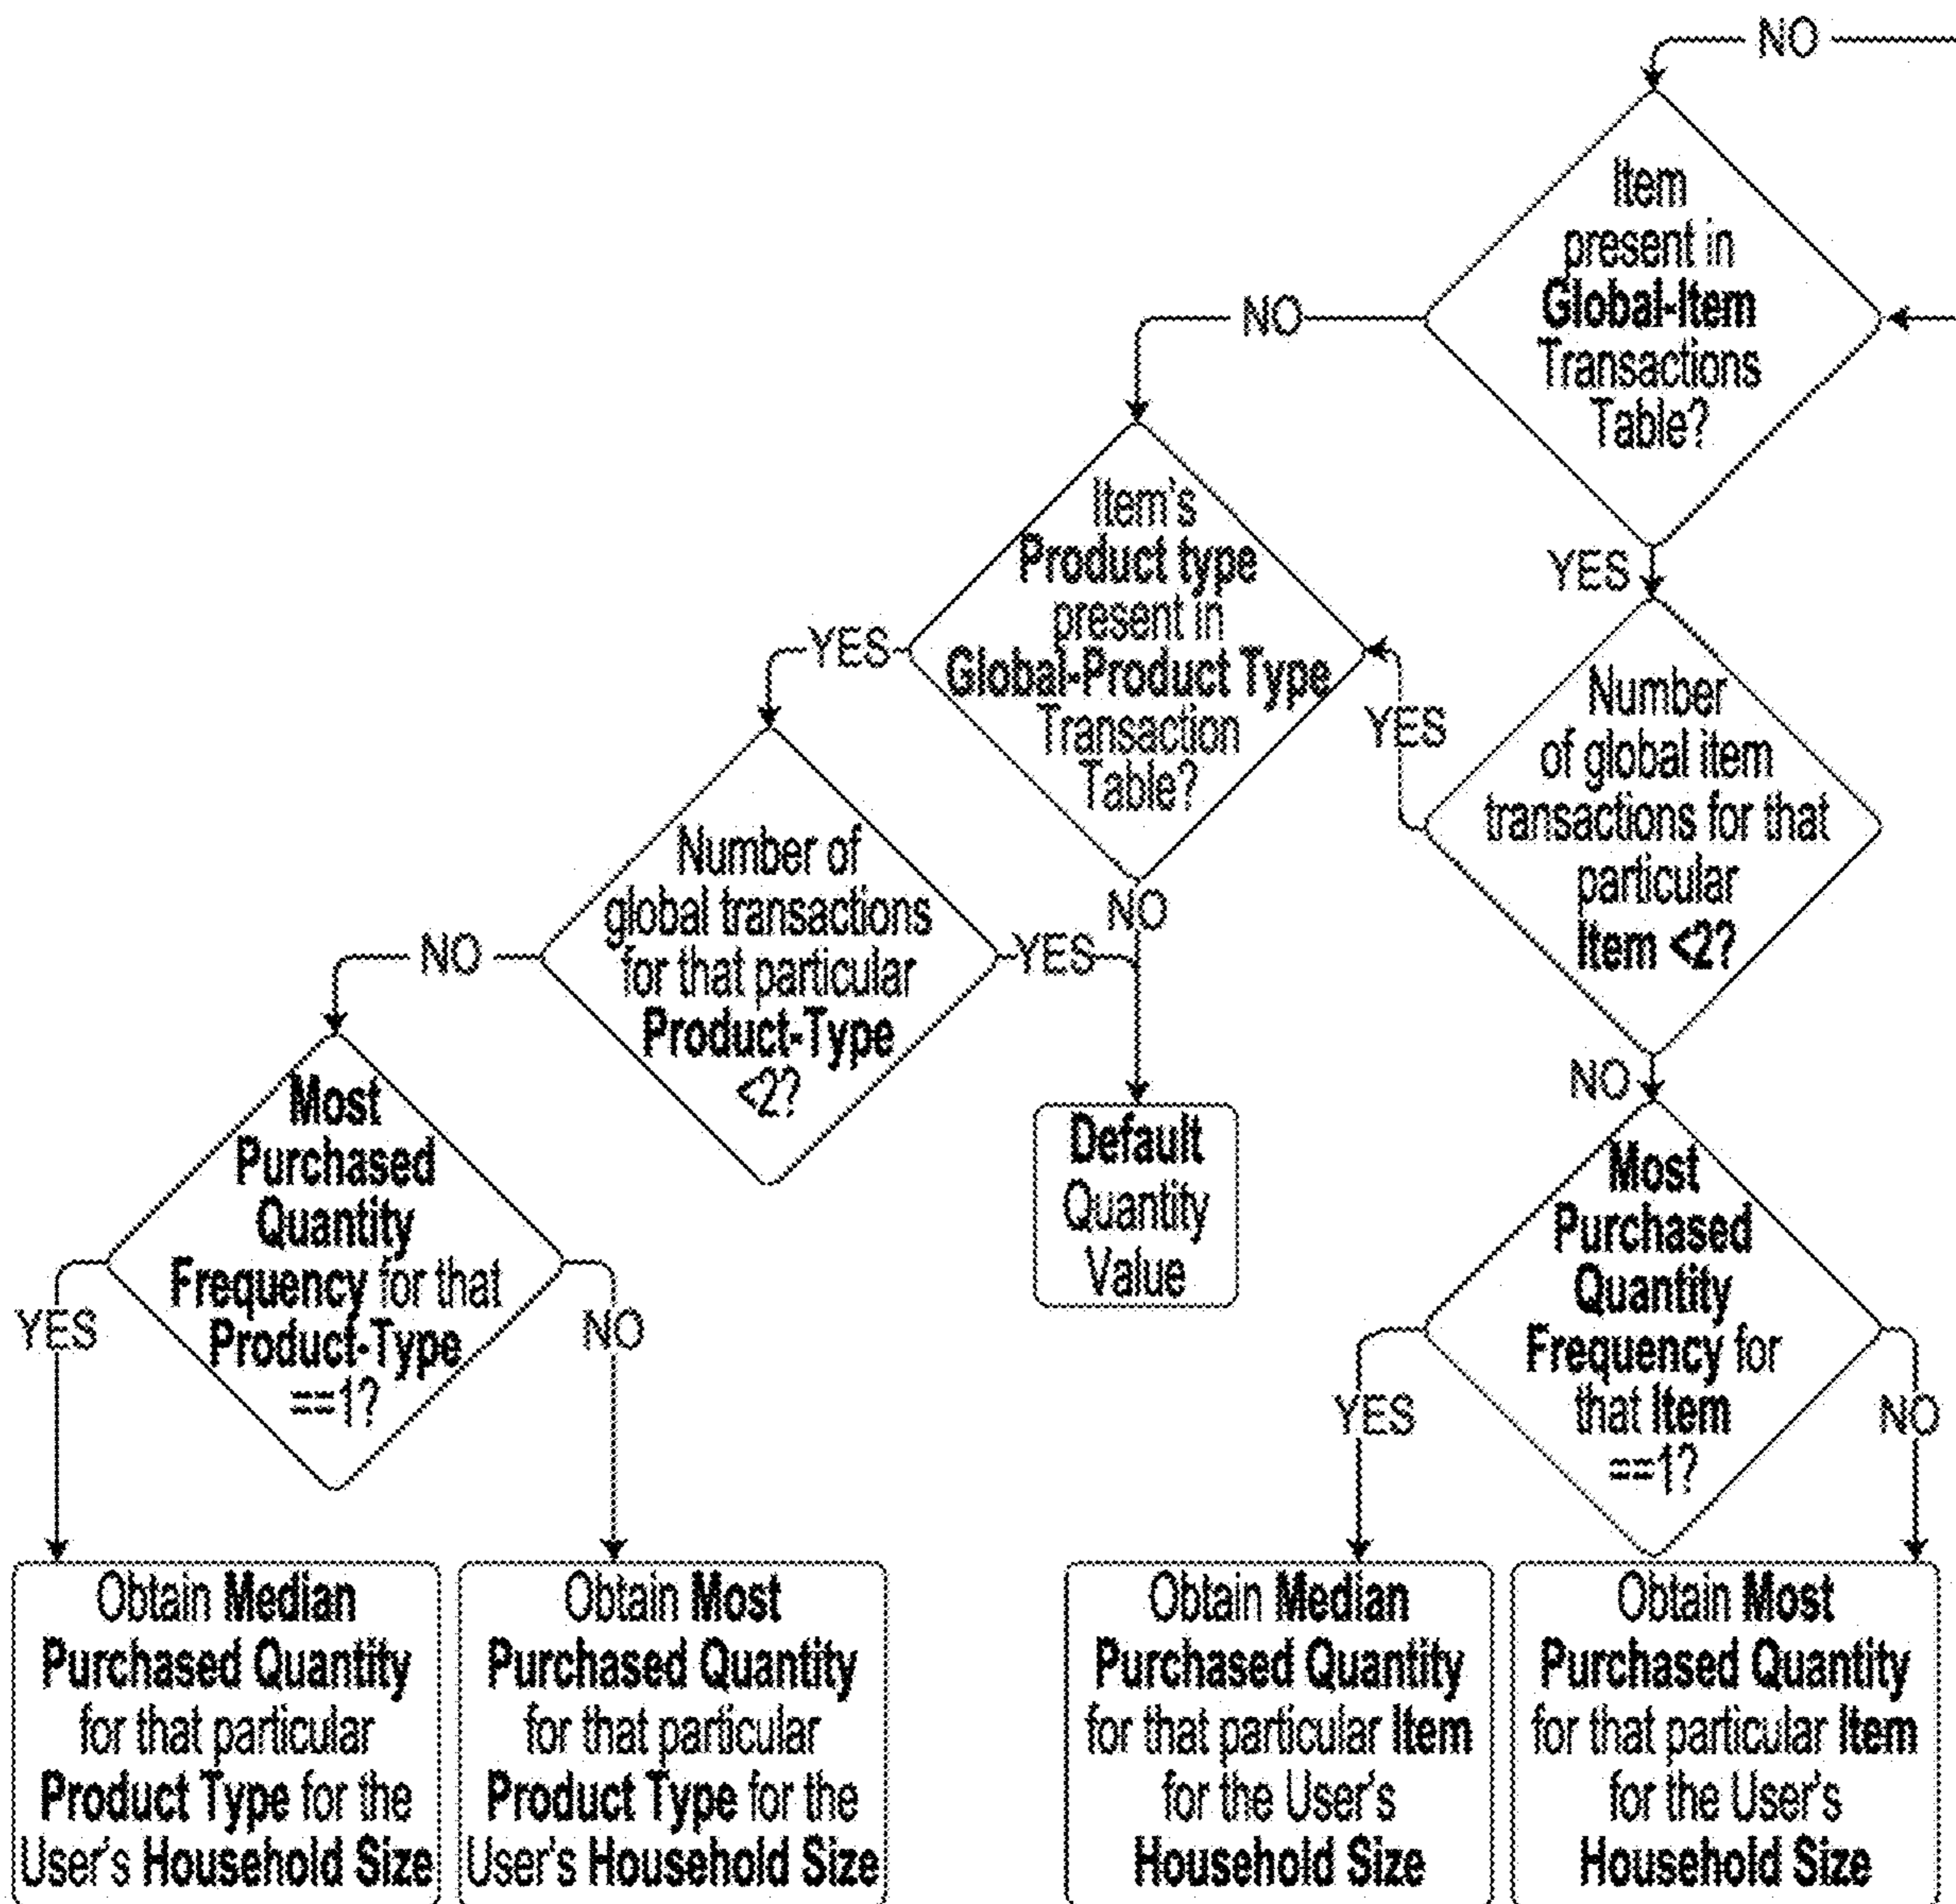 NO
Item
present in
Global-Item
Transactions
Table?
NO
YES
Item's
Product type
present in
Global-Product Type
Transaction
Table?
YES
NO
Number
of global item
transactions for that
particular
Item <2?
YES
NO
Number of
global transactions
for that particular
Product-Type
<2?
NO
YES
Default
Quantity
Value
Most
Purchased
Quantity
Frequency for that
Product-Type
==1?
YES
NO
Most
Purchased
Quantity
Frequency for
that Item
==1?
YES
NO
Obtain Median
Purchased Quantity
for that particular
Product Type for the
User's Household Size
Obtain Most
Purchased Quantity
for that particular
Product Type for the
User's Household Size
Obtain Median
Purchased Quantity
for that particular Item
for the User's
Household Size
Obtain Most
Purchased Quantity
for that particular Item
for the User's
Household Size